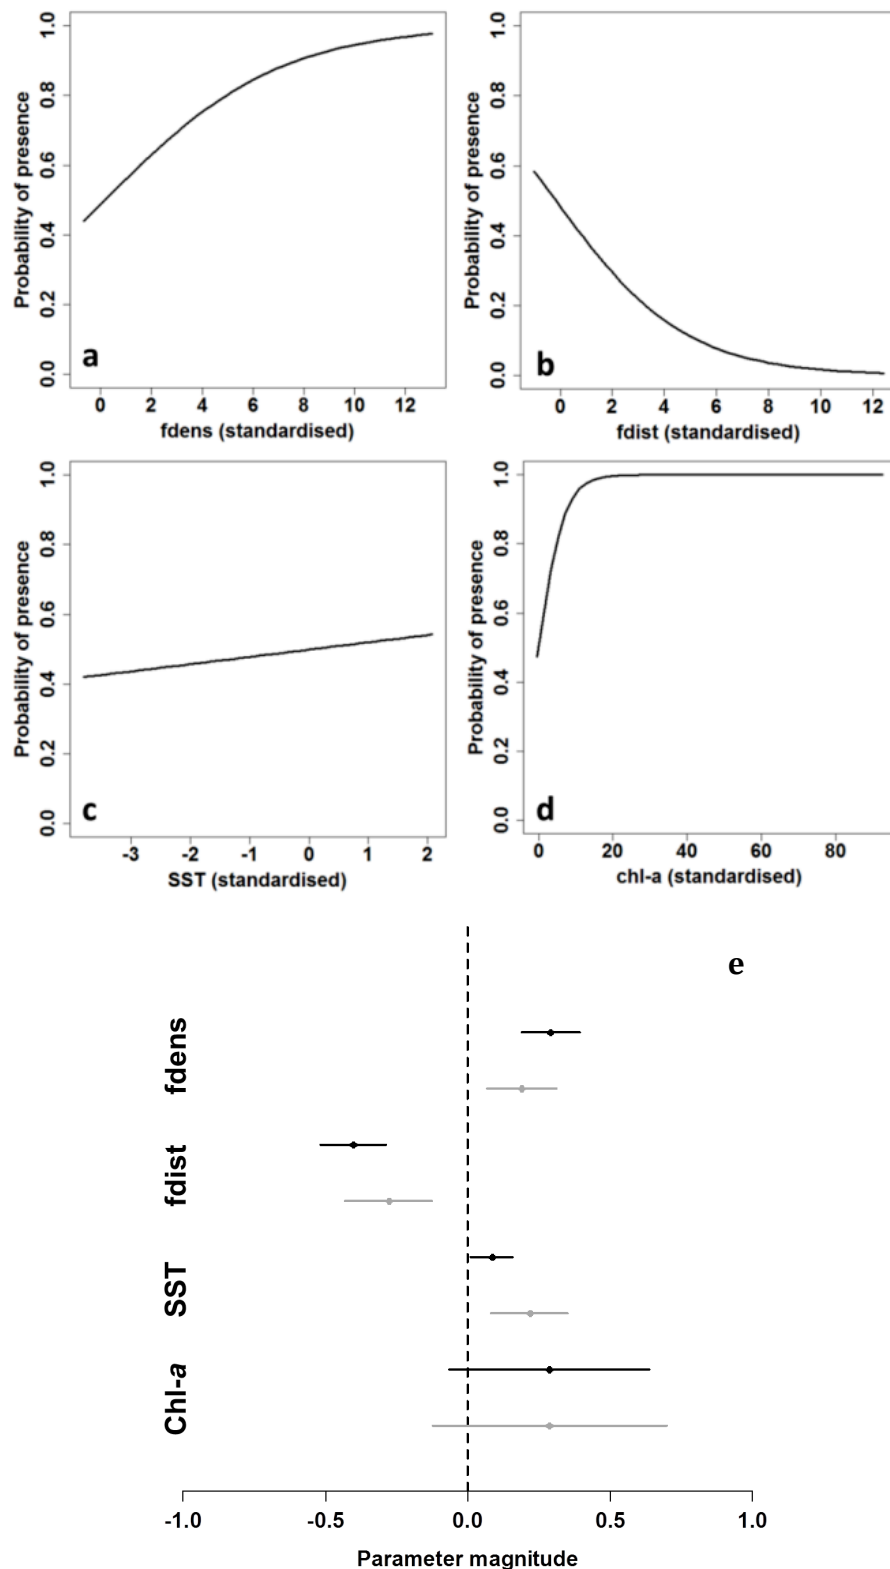 Probability of presence
1.0
0.8
0.6
0.4
0.2
0.0
a
0 2 4 6 8 10 12
fdens (standardised)
Probability of presence
1.0
0.8
0.6
0.4
0.2
0.0
b
0 2 4 6 8 10 12
fdist (standardised)
Probability of presence
1.0
0.8
0.6
0.4
0.2
0.0
c
-3 -2 -1 0 1 2
SST (standardised)
Probability of presence
1.0
0.8
0.6
0.4
0.2
0.0
d
0 20 40 60 80
chl-a (standardised)
e
fdens
fdist
SST
Chl-a
-1.0 -0.5 0.0 0.5 1.0
Parameter magnitude